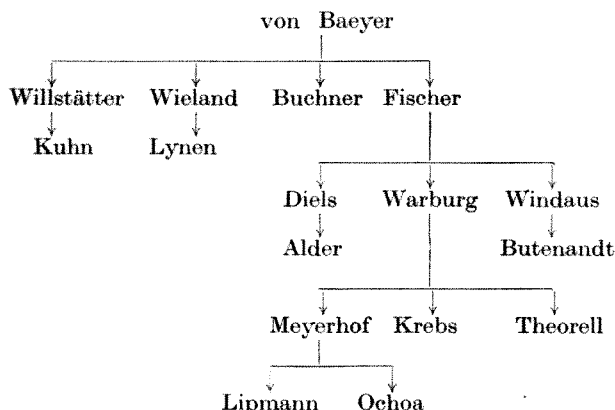 von Baeyer
Willstätter Wieland Buchner Fischer
Kuhn Lynen
Diels Warburg Windaus
Alder Butenandt
Meyerhof Krebs Theorell
Lipmann Ochoa